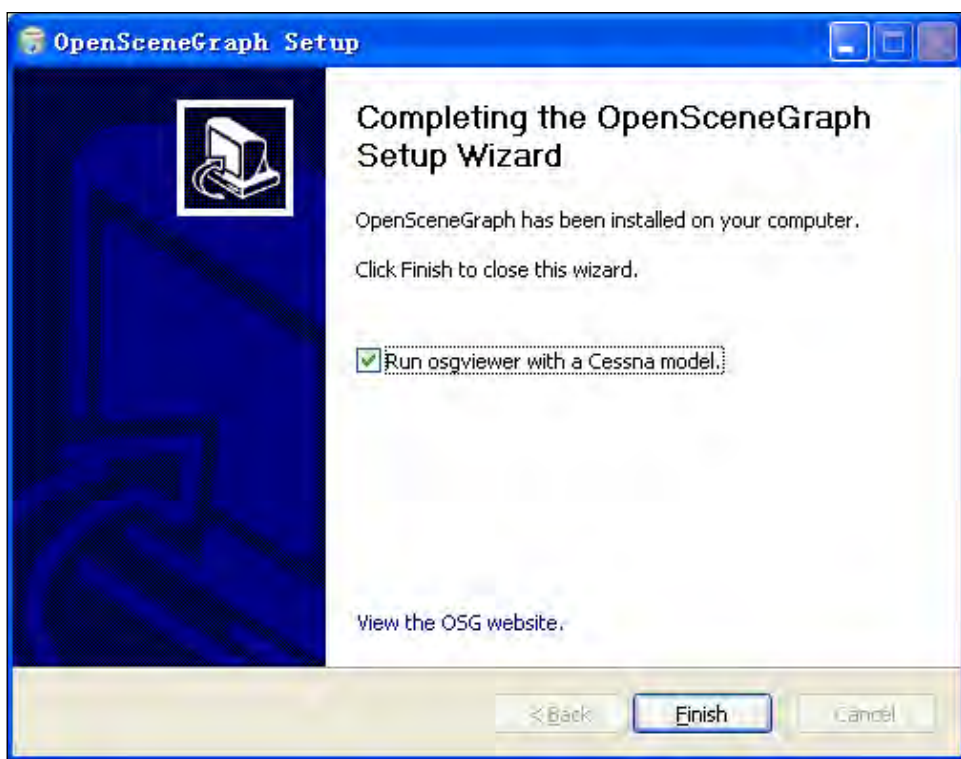 OpenSceneGraph Setup
Completing the OpenSceneGraph
Setup Wizard
OpenSceneGraph has been installed on your computer.
Click Finish to close this wizard.
Run osgviewer with a Cessna model.
View the OSG website.
< Back
Finish
Cancel